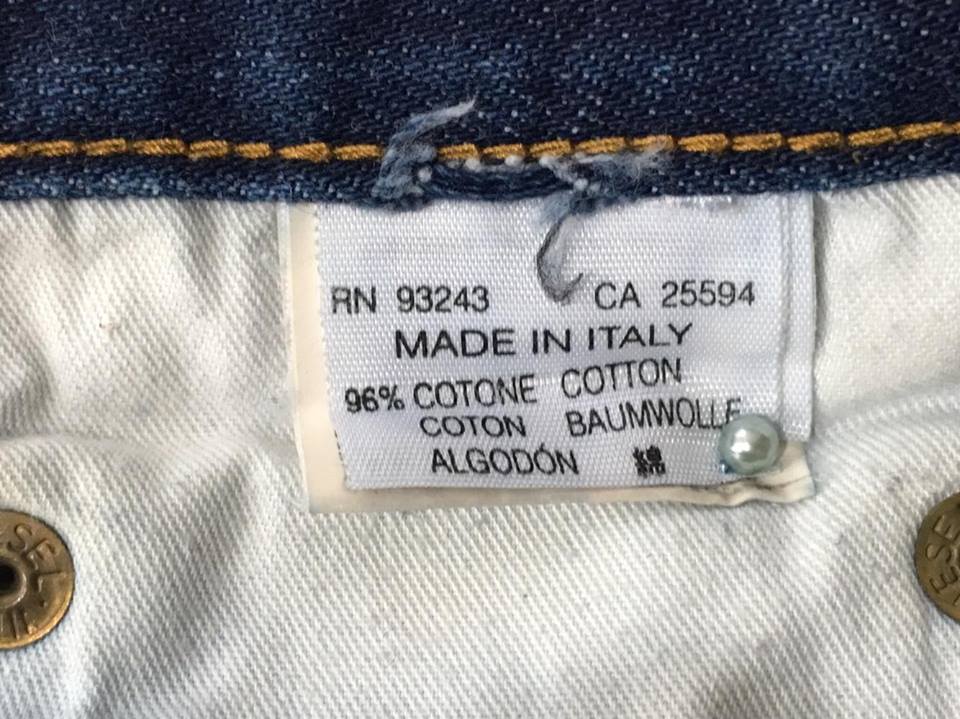 RN 93243 CA 25594
MADE IN ITALY
96% COTONE COTTON
COTON BAUMWOLLE
ALGODÓN 綿